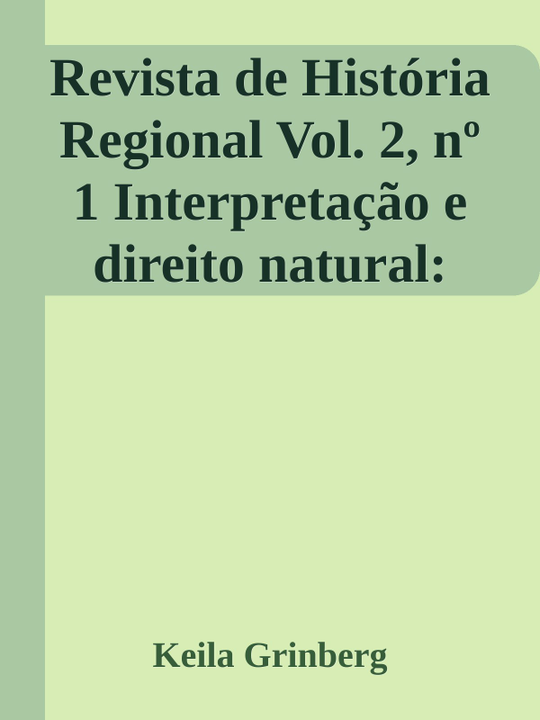 Revista de História
Regional Vol. 2, nº
1 Interpretação e
direito natural:
Keila Grinberg